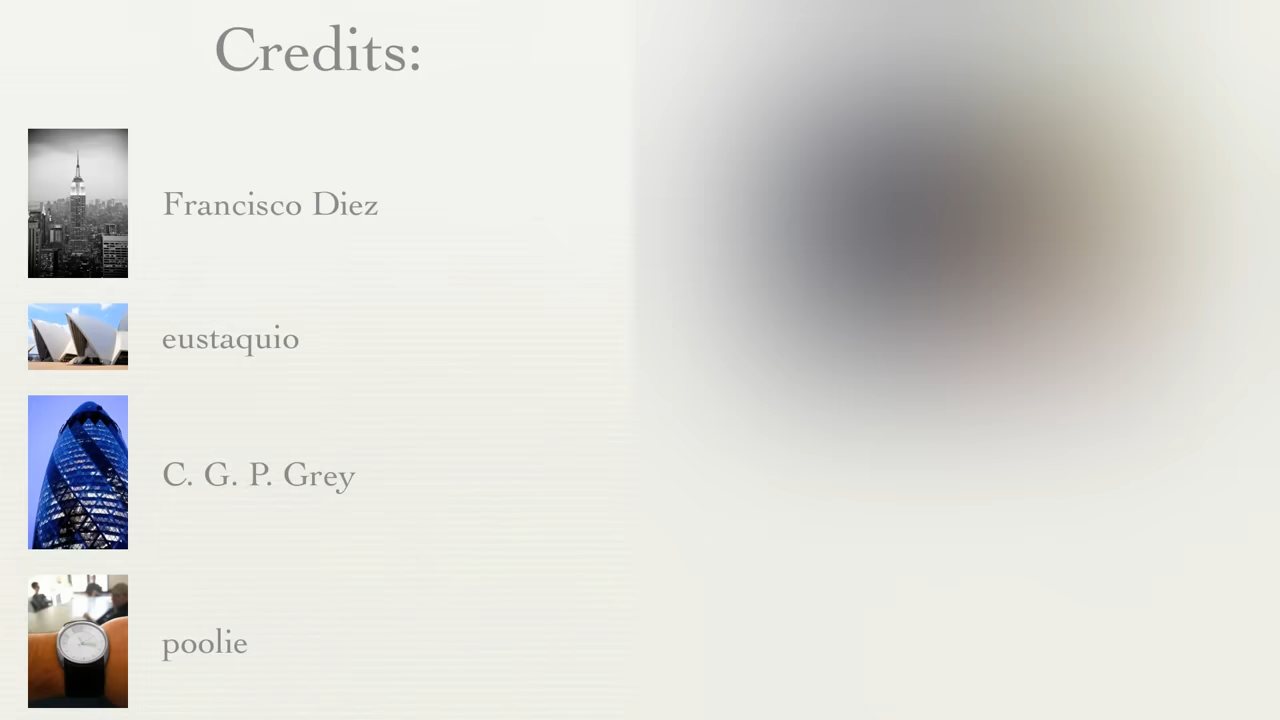 Credits:
Francisco Diez
eustaquio
C. G. P. Grey
poolie